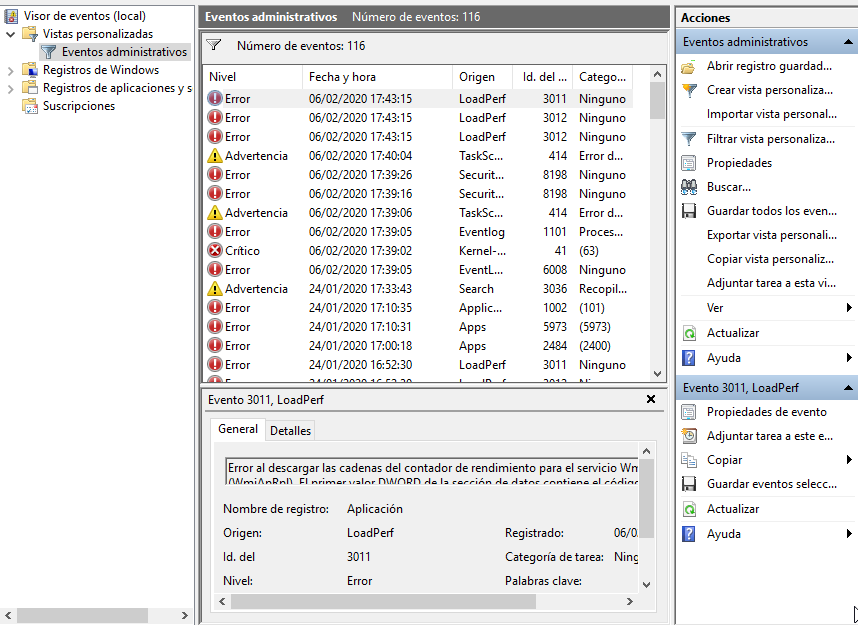 Visor de eventos (local)
Vistas personalizadas
Eventos administrativos
Registros de Windows
Registros de aplicaciones y s
Suscripciones
Eventos administrativos Número de eventos: 116
Número de eventos: 116
Nivel Fecha y hora Origen Id. del ... Catego...
Error 06/02/2020 17:43:15 LoadPerf 3011 Ninguno
Error 06/02/2020 17:43:15 LoadPerf 3012 Ninguno
Error 06/02/2020 17:43:15 LoadPerf 3012 Ninguno
Advertencia 06/02/2020 17:40:04 TaskSc... 414 Error d...
Error 06/02/2020 17:39:26 Securit... 8198 Ninguno
Error 06/02/2020 17:39:16 Securit... 8198 Ninguno
Advertencia 06/02/2020 17:39:06 TaskSc... 414 Error d...
Error 06/02/2020 17:39:05 Eventlog 1101 Proces...
Crítico 06/02/2020 17:39:02 Kernel-... 41 (63)
Error 06/02/2020 17:39:05 EventL... 6008 Ninguno
Advertencia 24/01/2020 17:33:43 Search 3036 Recopil...
Error 24/01/2020 17:10:35 Applic... 1002 (101)
Error 24/01/2020 17:10:31 Apps 5973 (5973)
Error 24/01/2020 17:00:18 Apps 2484 (2400)
Error 24/01/2020 16:52:30 LoadPerf 3011 Ninguno
Evento 3011, LoadPerf
General Detalles
Error al descargar las cadenas del contador de rendimiento para el servicio Wm
(WmiApRpl). El primer valor DWORD de la sección de datos contiene el código
Nombre de registro: Aplicación
Origen: LoadPerf Registrado: 06/0
Id. del 3011 Categoría de tarea: Ning
Nivel: Error Palabras clave:
Acciones
Eventos administrativos
Abrir registro guardad...
Crear vista personaliza...
Importar vista personal...
Filtrar vista personaliza...
Propiedades
Buscar...
Guardar todos los even...
Exportar vista personali...
Copiar vista personaliz...
Adjuntar tarea a esta vi...
Ver
Actualizar
Ayuda
Evento 3011, LoadPerf
Propiedades de evento
Adjuntar tarea a este e...
Copiar
Guardar eventos selecc...
Actualizar
Ayuda